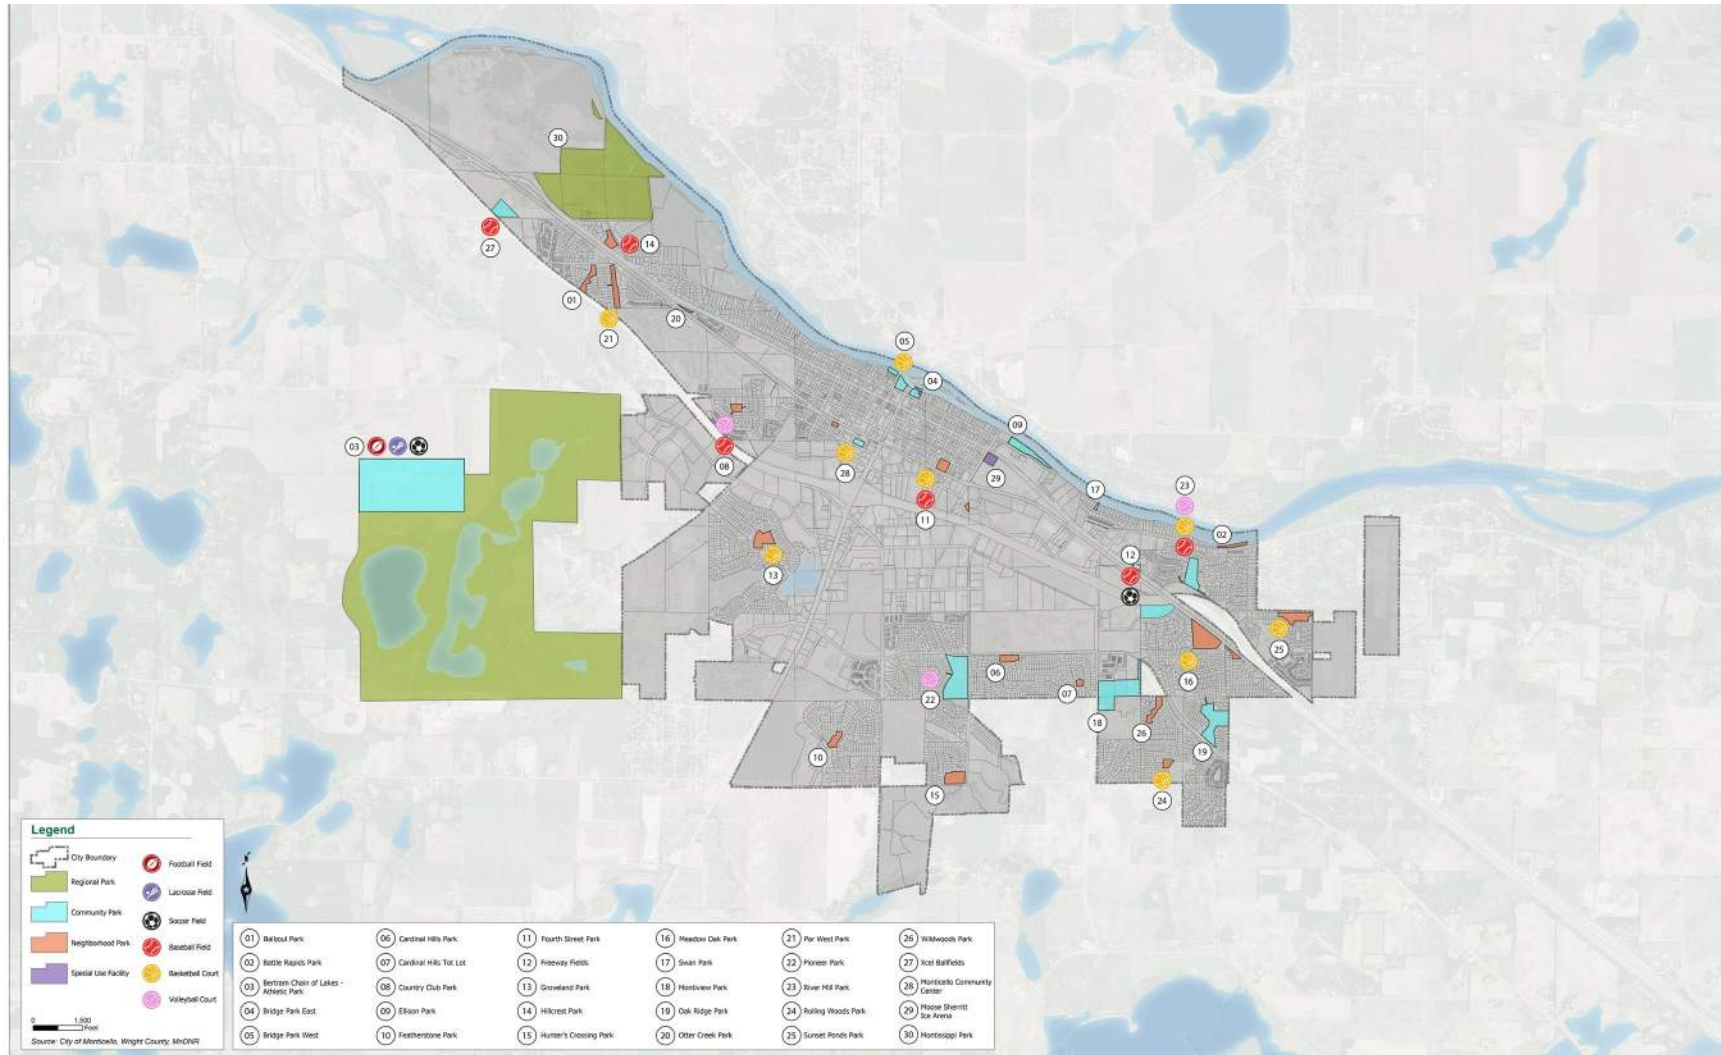 30
27
14
01
20
21
05
04
09
03
08
28
29
11
17
23
02
12
13
25
16
06
07
22
18
26
19
10
15
24
Legend
City Boundary
Regional Park
Community Park
Neighborhood Park
Special Use Facility
Football Field
Lacrosse Field
Soccer Field
Baseball Field
Basketball Court
Volleyball Court
0 1,500
Feet
Source: City of Monticello, Wright County, MnDNR
01 Balboul Park
02 Battle Rapids Park
03 Bertram Chain of Lakes -
Athletic Park
04 Bridge Park East
05 Bridge Park West
06 Cardinal Hills Park
07 Cardinal Hills Tot Lot
08 Country Club Park
09 Ellison Park
10 Featherstone Park
11 Fourth Street Park
12 Freeway Fields
13 Groveland Park
14 Hillcrest Park
15 Hunter's Crossing Park
16 Meadow Oak Park
17 Swan Park
18 Montiview Park
19 Oak Ridge Park
20 Otter Creek Park
21 Par West Park
22 Pioneer Park
23 River Mill Park
24 Rolling Woods Park
25 Sunset Ponds Park
26 Wildwoods Park
27 Xcel Ballfields
28 Monticello Community
Center
29 Moose Sherritt
Ice Arena
30 Montissippi Park